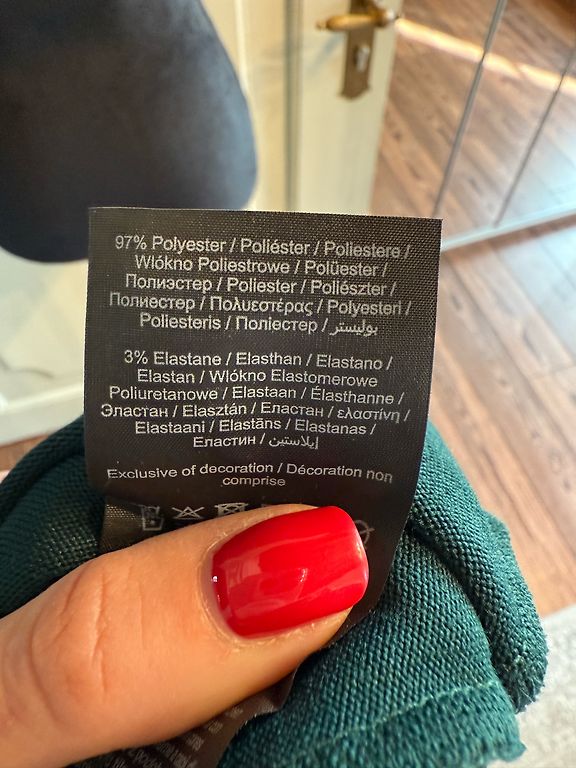 97% Polyester / Poliéster / Poliestere /
Włókno Poliestrowe / Polüester /
Полиэстер / Poliester / Poliészter /
Полиестер / Πολυεστέρας / Polyesteri /
Poliesteris / Поліестер / بوليستر
3% Elastane / Elasthan / Elastano /
Elastan / Włókno Elastomerowe
Poliuretanowe / Elastaan / Élasthanne /
Эластан / Elasztán / Еластан / ελαστίνη /
Elastaani / Elastāns / Elastanas /
Еластин / إيلاستين
Exclusive of decoration / Décoration non
comprise